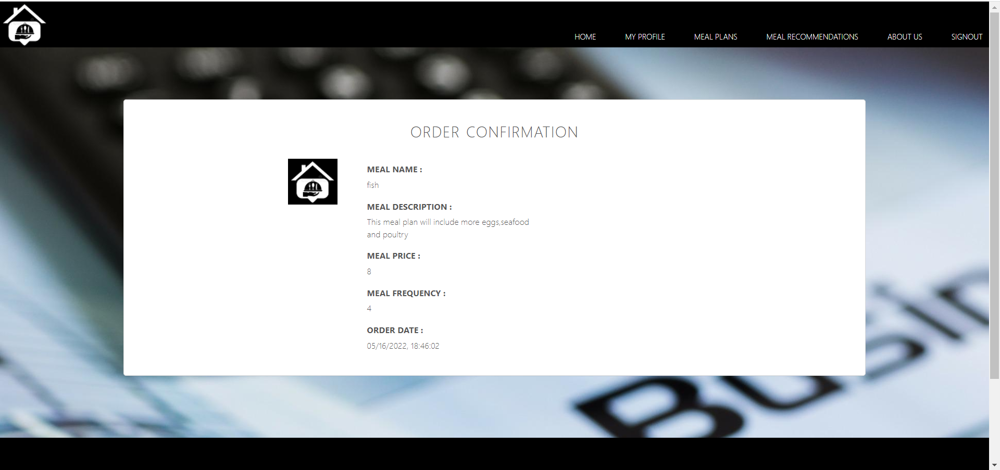 HOME
MY PROFILE
MEAL PLANS
MEAL RECOMMENDATIONS
ABOUT US
SIGNOUT
ORDER CONFIRMATION
MEAL NAME :
fish
MEAL DESCRIPTION :
This meal plan will include more eggs,seafood
and poultry
MEAL PRICE :
8
MEAL FREQUENCY :
4
ORDER DATE :
05/16/2022, 18:46:02